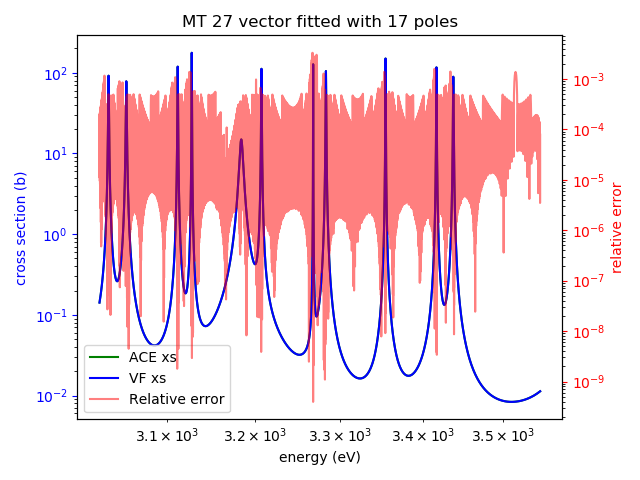 MT 27 vector fitted with 17 poles
cross section (b)
10²
10¹
10⁰
10⁻¹
10⁻²
10⁻³
10⁻⁴
10⁻⁵
10⁻⁶
10⁻⁷
10⁻⁸
10⁻⁹
relative error
ACE xs
VF xs
Relative error
3.1 × 10³ 3.2 × 10³ 3.3 × 10³ 3.4 × 10³ 3.5 × 10³
energy (eV)